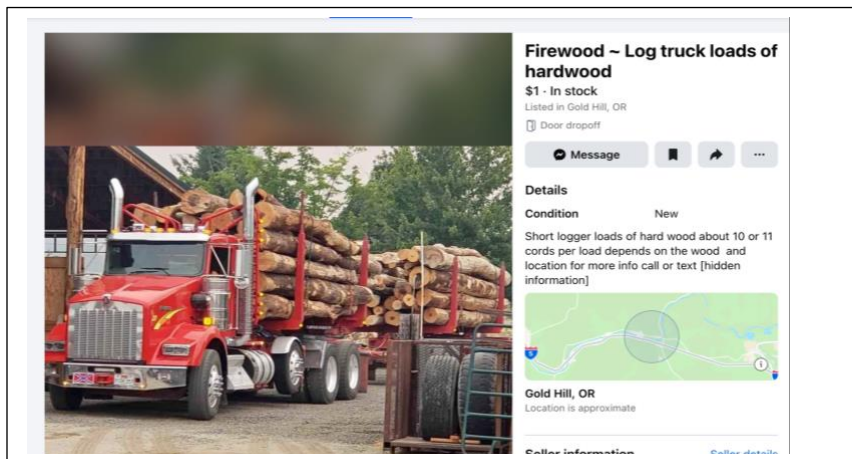 Firewood ~ Log truck loads of
hardwood
$1 · In stock
Listed in Gold Hill, OR
Door dropoff
Message
Details
Condition New
Short logger loads of hard wood about 10 or 11
cords per load depends on the wood and
location for more info call or text [hidden
information]
5
Gold Hill, OR
Location is approximate
Seller information Seller details